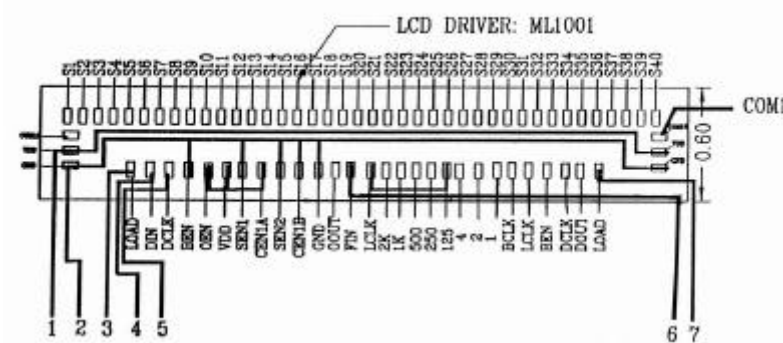 LCD DRIVER: ML1001
S1 S2 S3 S4 S5 S6 S7 S8 S9 S10 S11 S12 S13 S14 S15 S16 S17 S18 S19 S20 S21 S22 S23 S24 S25 S26 S27 S28 S29 S30 S31 S32 S33 S34 S35 S36 S37 S38 S39 S40
COM1
0.60
LOAD DIN DCLK BEN OEN VDD SEN1 CEN1A SEN2 CEN1B GND OOUT FIN LCLK 2K 1K 500 250 125 4 2 1 BCLK LCLK BEN DCLK DOUT LOAD
1 2 3 4 5 6 7